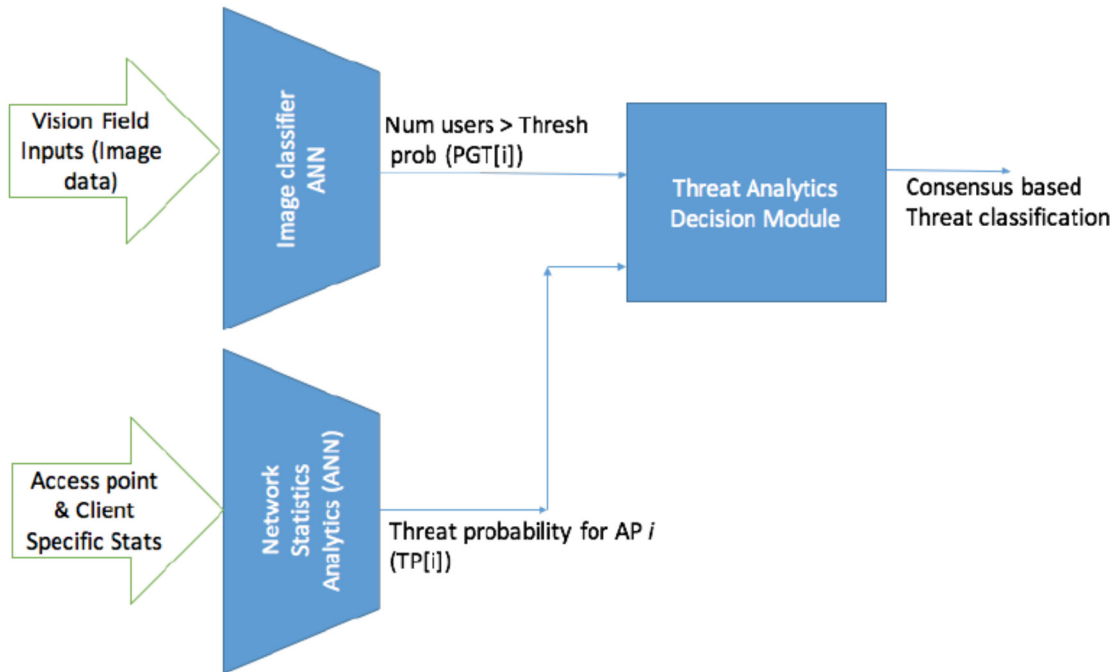 Vision Field
Inputs (Image
data)
Image classifier
ANN
Num users > Thresh
prob (PGT[i])
Threat Analytics
Decision Module
Consensus based
Threat classification
Access point
& Client
Specific Stats
Network
Statistics
Analytics (ANN)
Threat probability for AP i
(TP[i])